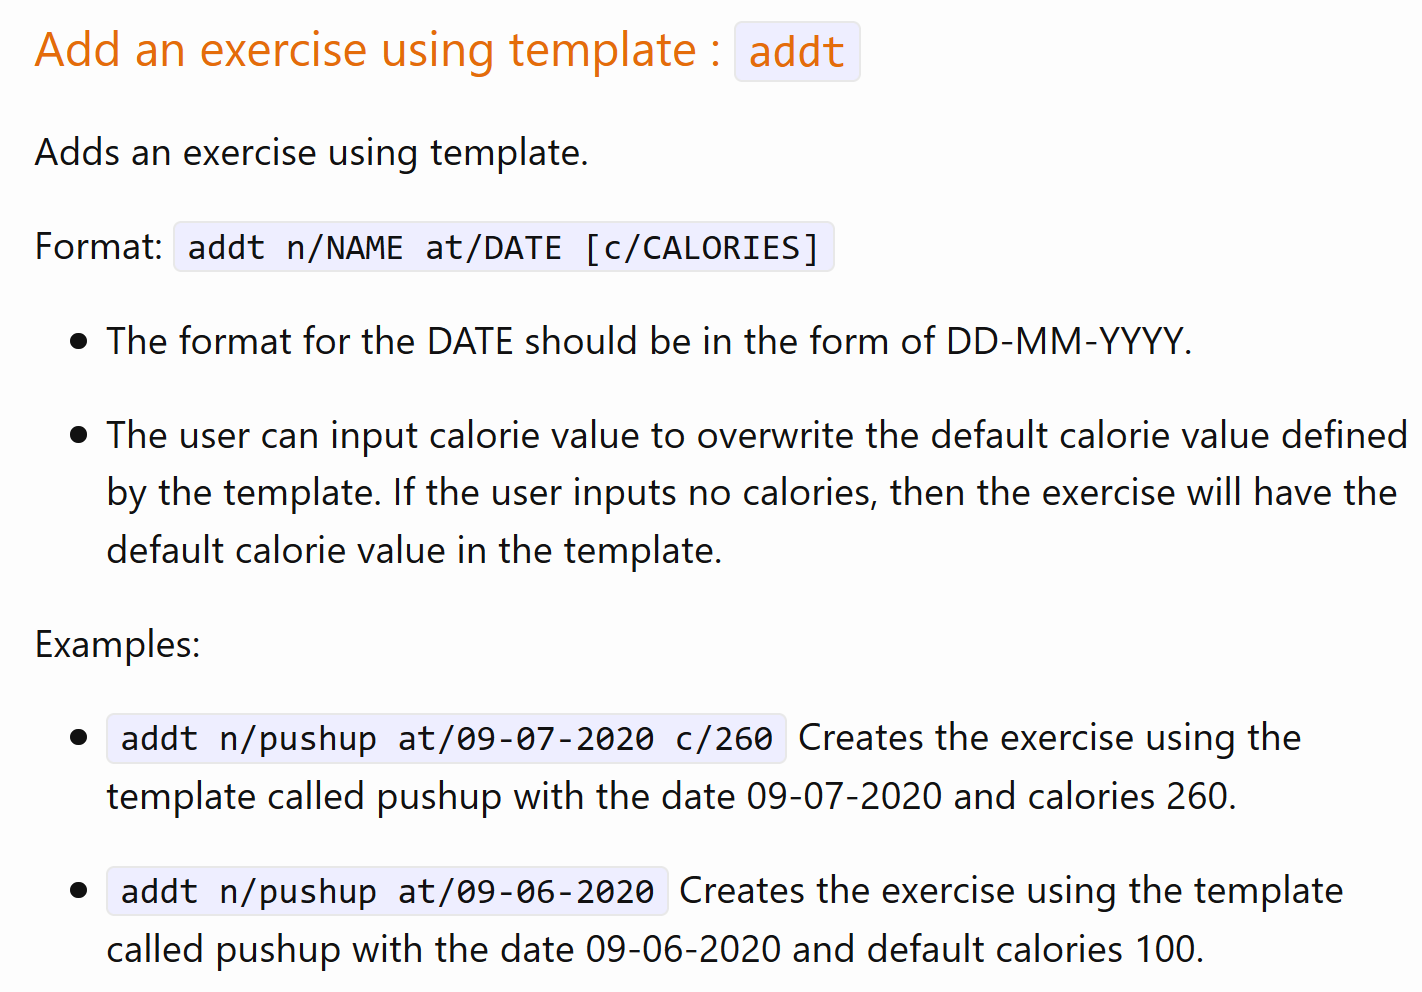 Add an exercise using template : addt
Adds an exercise using template.
Format: addt n/NAME at/DATE [c/CALORIES]
The format for the DATE should be in the form of DD-MM-YYYY.
The user can input calorie value to overwrite the default calorie value defined
by the template. If the user inputs no calories, then the exercise will have the
default calorie value in the template.
Examples:
addt n/pushup at/09-07-2020 c/260 Creates the exercise using the
template called pushup with the date 09-07-2020 and calories 260.
addt n/pushup at/09-06-2020 Creates the exercise using the template
called pushup with the date 09-06-2020 and default calories 100.